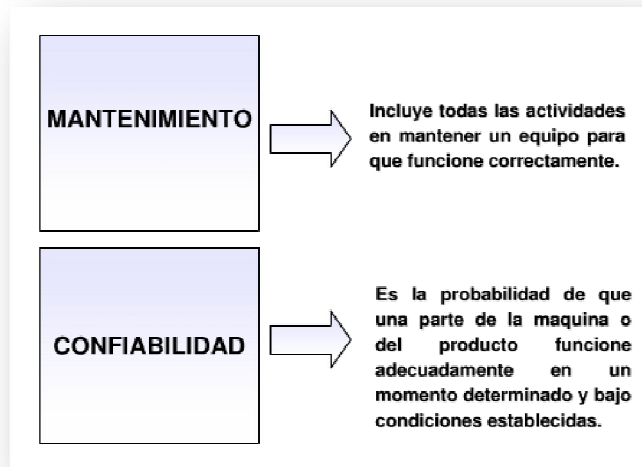 MANTENIMIENTO
Incluye todas las actividades
en mantener un equipo para
que funcione correctamente.
CONFIABILIDAD
Es la probabilidad de que
una parte de la maquina o
del producto funcione
adecuadamente en un
momento determinado y bajo
condiciones establecidas.